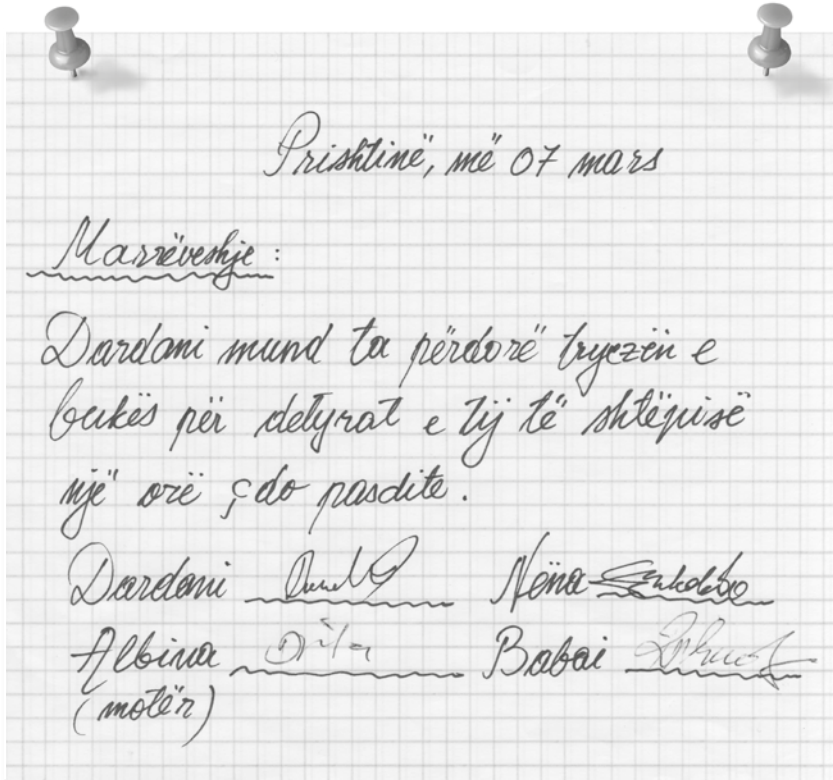 Prishtinë, më 07 mars
Marrëveshje:
Dardani mund ta përdorë tryezën e
bukës për detyrat e tij të shtëpisë
një orë çdo pasdite.
Dardani Nëna
Albina Babai
(motër)